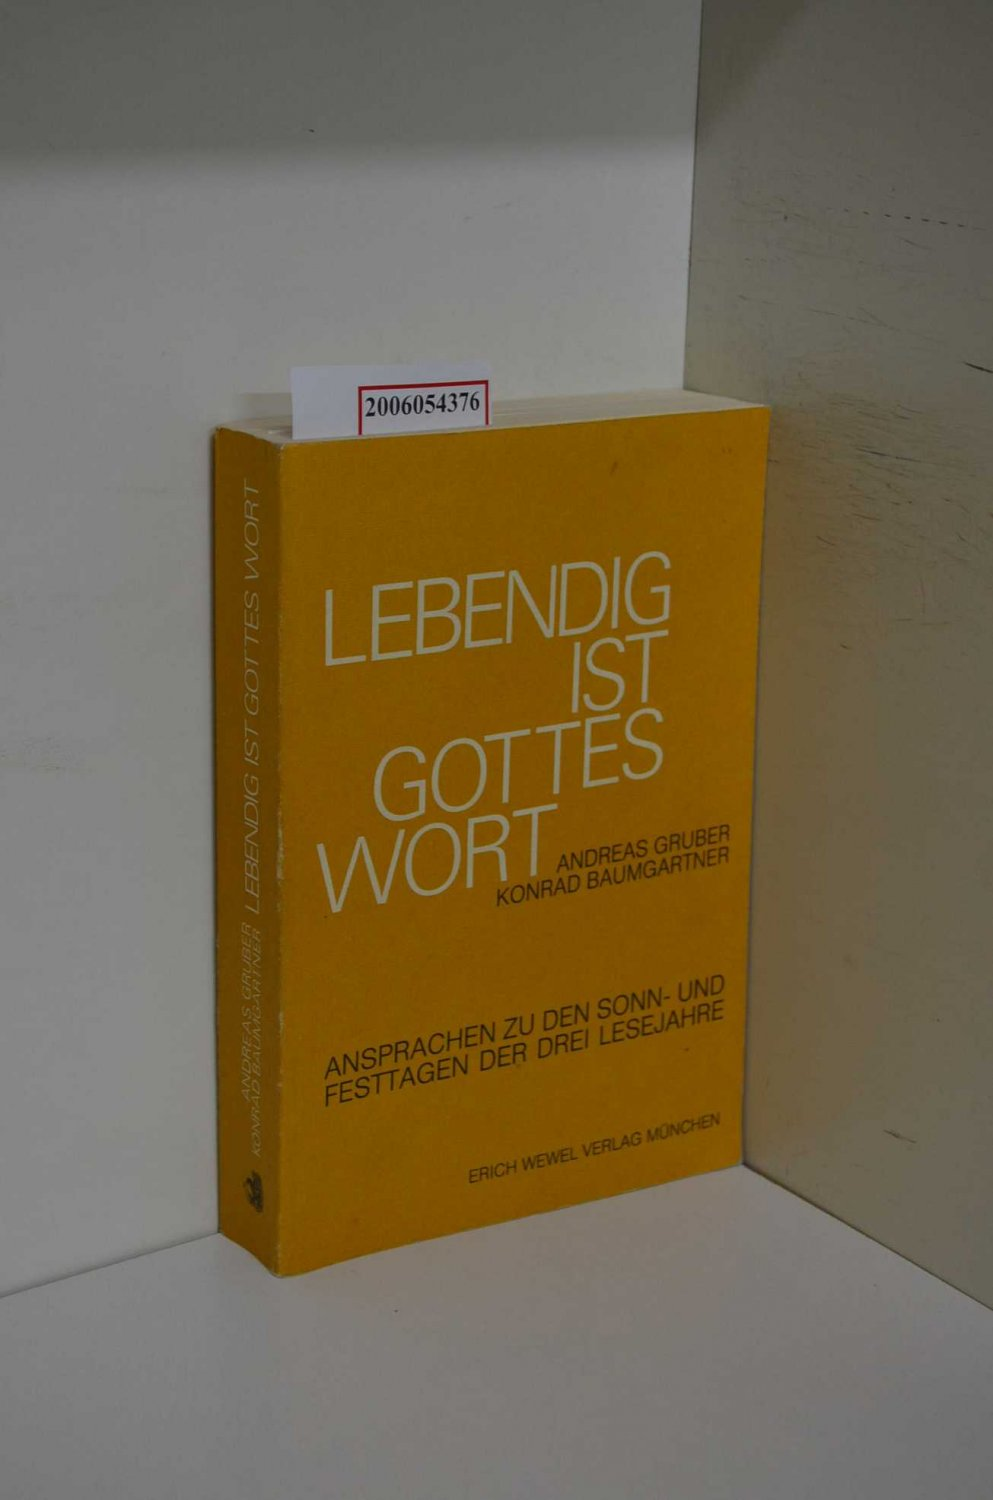 2006054376
LEBENDIG
IST
GOTTES
WORT
ANDREAS GRUBER
KONRAD BAUMGARTNER
ANSPRACHEN ZU DEN SONN- UND
FESTTAGEN DER DREI LESEJAHRE
ERICH WEWEL VERLAG MÜNCHEN
ANDREAS GRUBER
KONRAD BAUMGARTNER
LEBENDIG IST GOTTES WORT